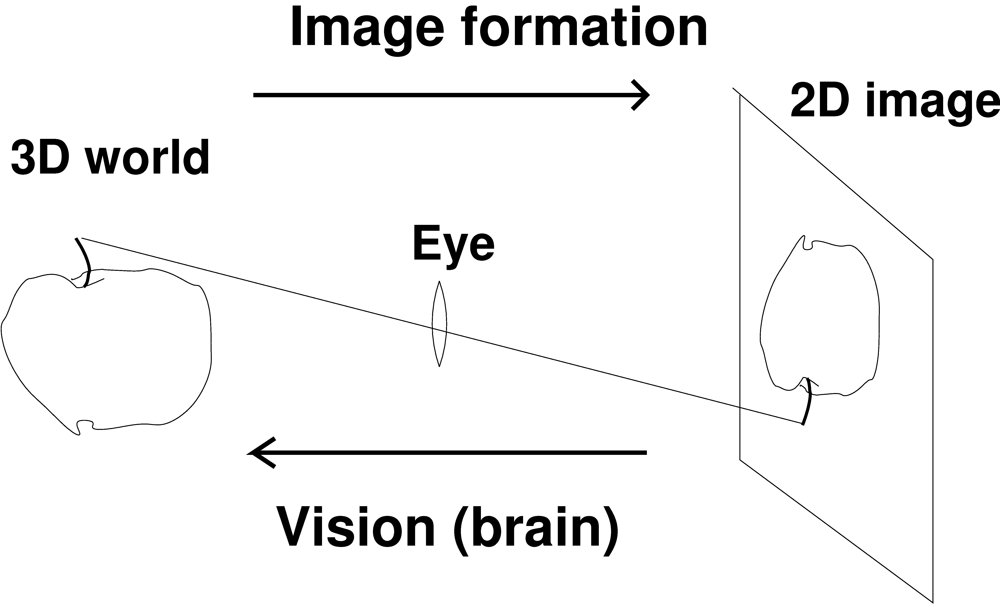 Image formation
2D image
3D world
Eye
Vision (brain)